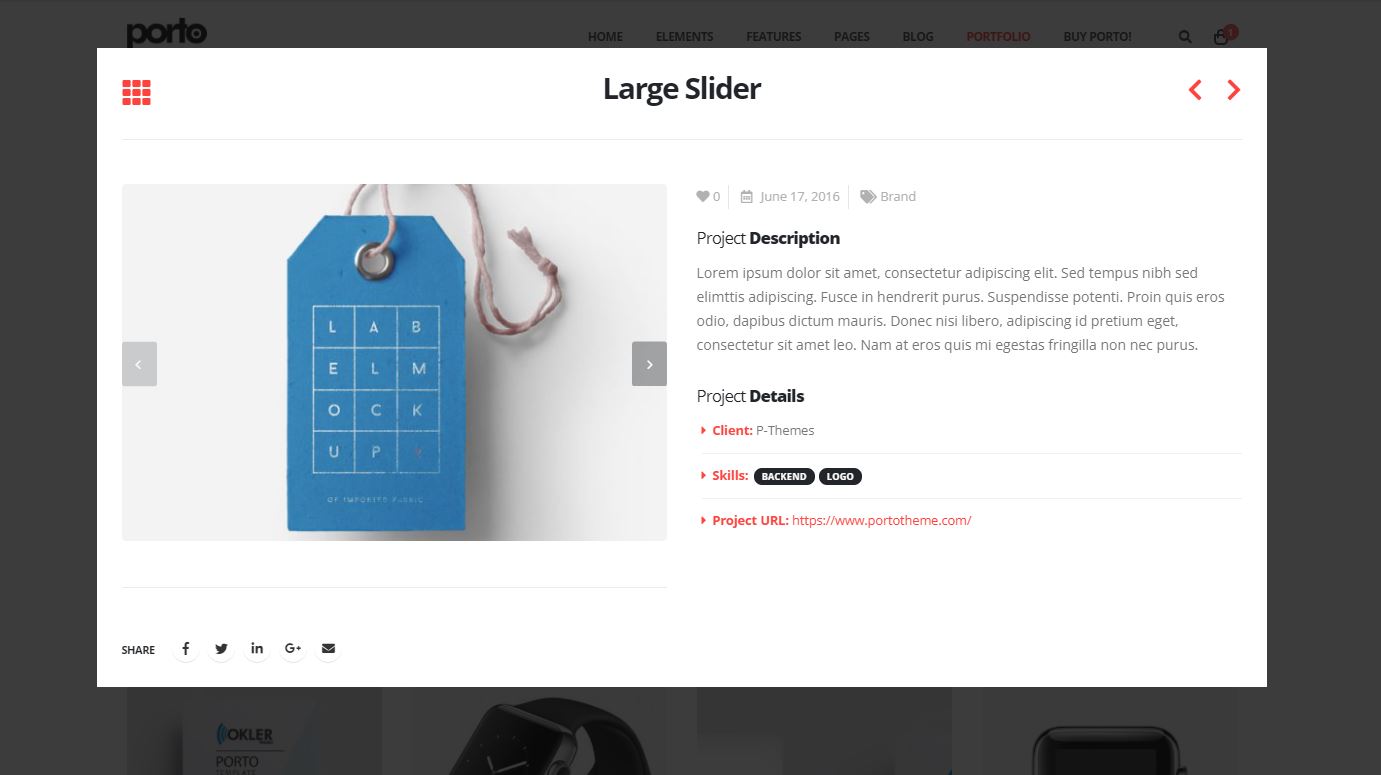 porto
HOME ELEMENTS FEATURES PAGES BLOG PORTFOLIO BUY PORTO! 1
Large Slider
L A B
E L M
O C K
U P
OF IMPORTED FABRIC
0 June 17, 2016 Brand
Project Description
Lorem ipsum dolor sit amet, consectetur adipiscing elit. Sed tempus nibh sed
elimttis adipiscing. Fusce in hendrerit purus. Suspendisse potenti. Proin quis eros
odio, dapibus dictum mauris. Donec nisi libero, adipiscing id pretium eget,
consectetur sit amet leo. Nam at eros quis mi egestas fringilla non nec purus.
Project Details
Client: P-Themes
Skills: BACKEND LOGO
Project URL: https://www.portotheme.com/
SHARE
OKLER
PORTO
TEMPLATE